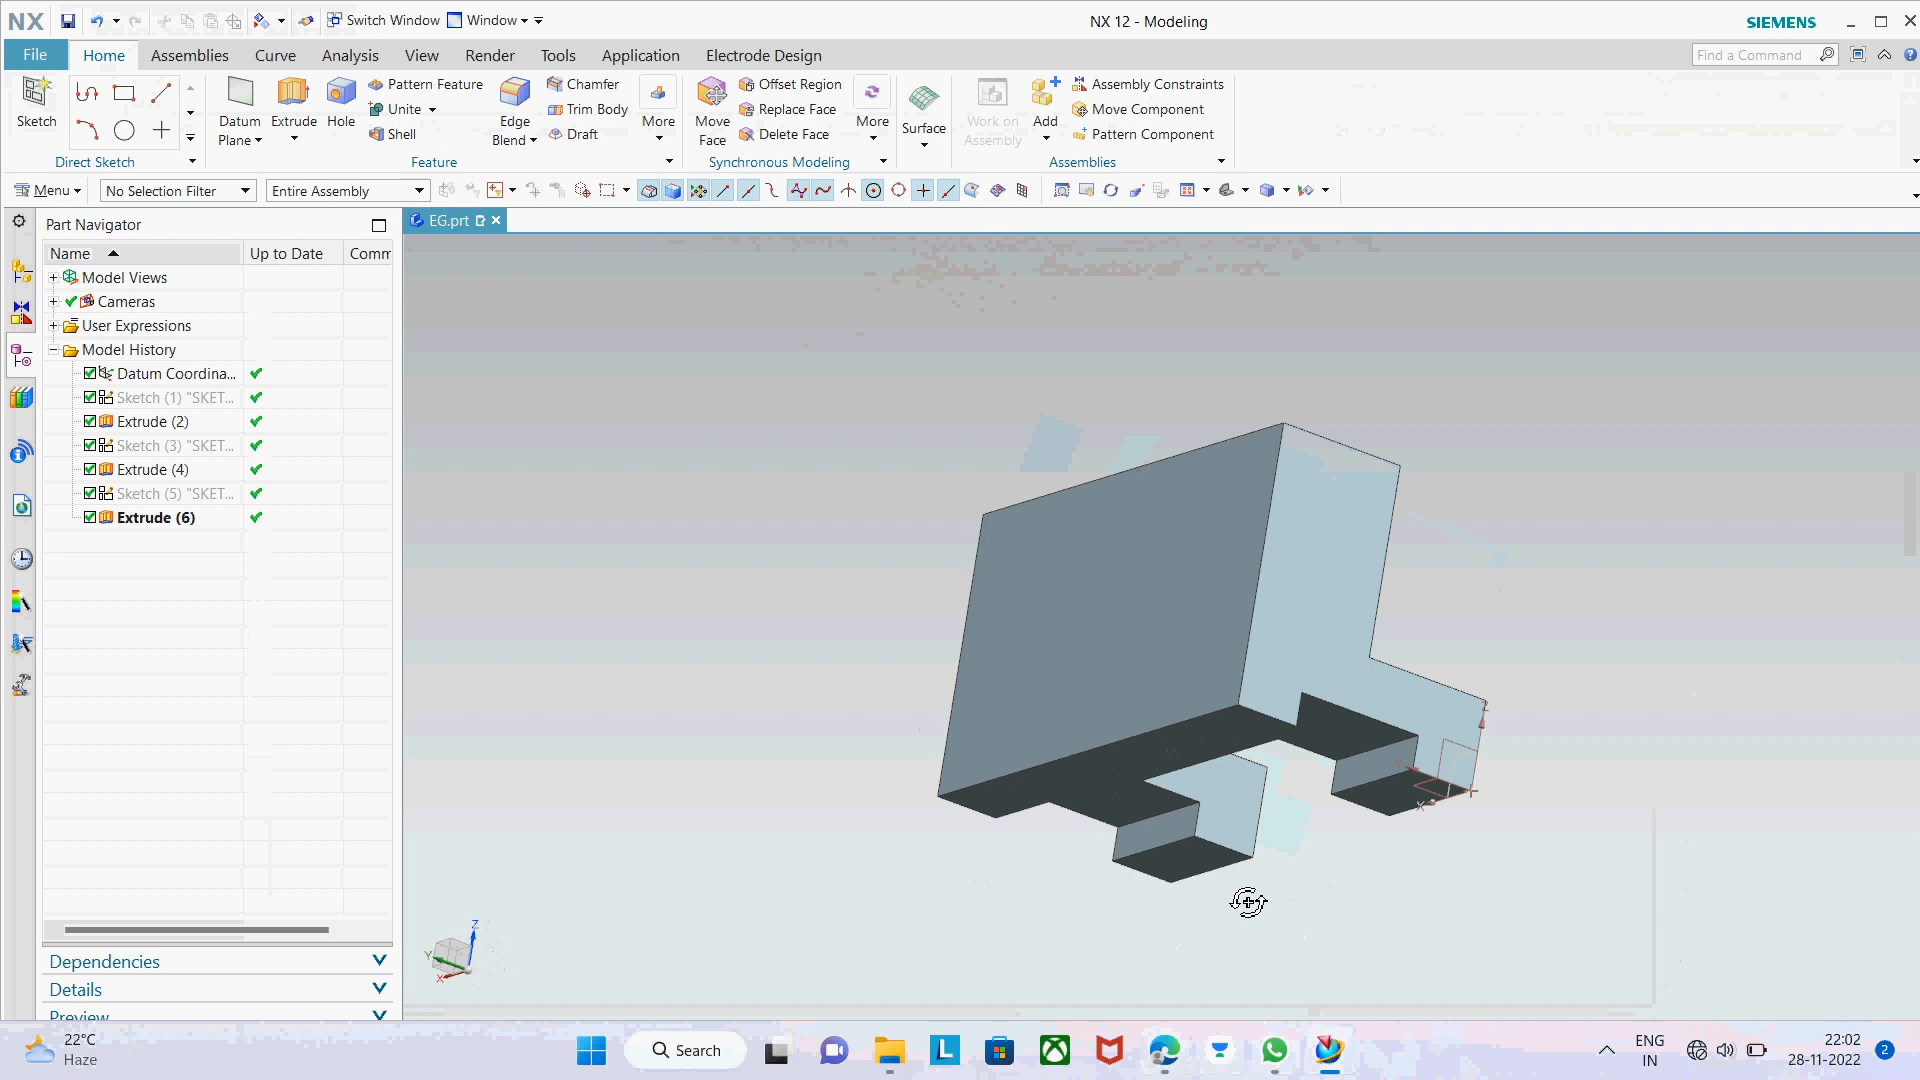 NX
Switch Window
Window
NX 12 - Modeling
SIEMENS
File
Home
Assemblies
Curve
Analysis
View
Render
Tools
Application
Electrode Design
Find a Command
Sketch
Datum
Plane
Extrude
Hole
Pattern Feature
Unite
Shell
Edge
Blend
Chamfer
Trim Body
Draft
More
Move
Face
Offset Region
Replace Face
Delete Face
More
Surface
Work on
Assembly
Add
Assembly Constraints
Move Component
Pattern Component
Direct Sketch
Feature
Synchronous Modeling
Assemblies
Menu
No Selection Filter
Entire Assembly
Part Navigator
EG.prt
Name
Up to Date
Comm
Model Views
Cameras
User Expressions
Model History
Datum Coordina...
Sketch (1) "SKET...
Extrude (2)
Sketch (3) "SKET...
Extrude (4)
Sketch (5) "SKET...
Extrude (6)
Z
X
Z
Y
X
Dependencies
Details
Preview
22°C
Haze
Search
L
ENG
IN
22:02
28-11-2022
2